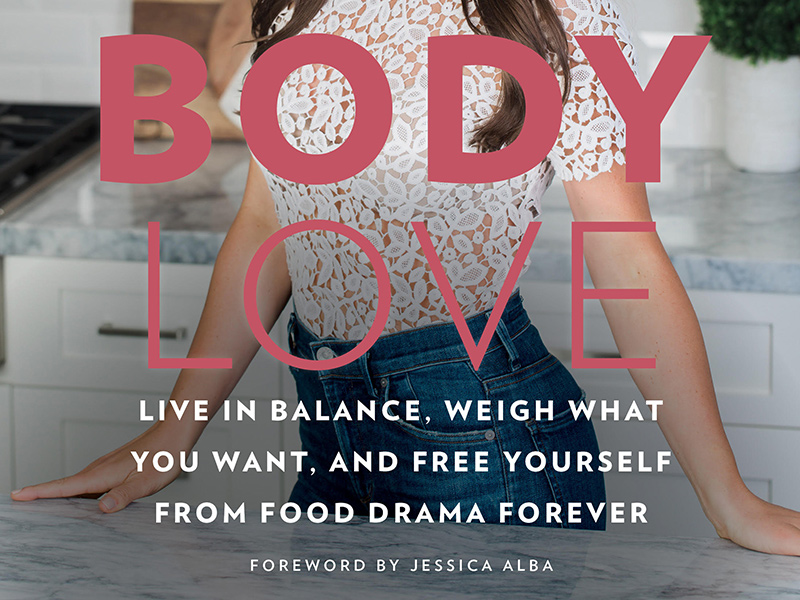 BODY
LOVE
LIVE IN BALANCE, WEIGH WHAT
YOU WANT, AND FREE YOURSELF
FROM FOOD DRAMA FOREVER
FOREWORD BY JESSICA ALBA